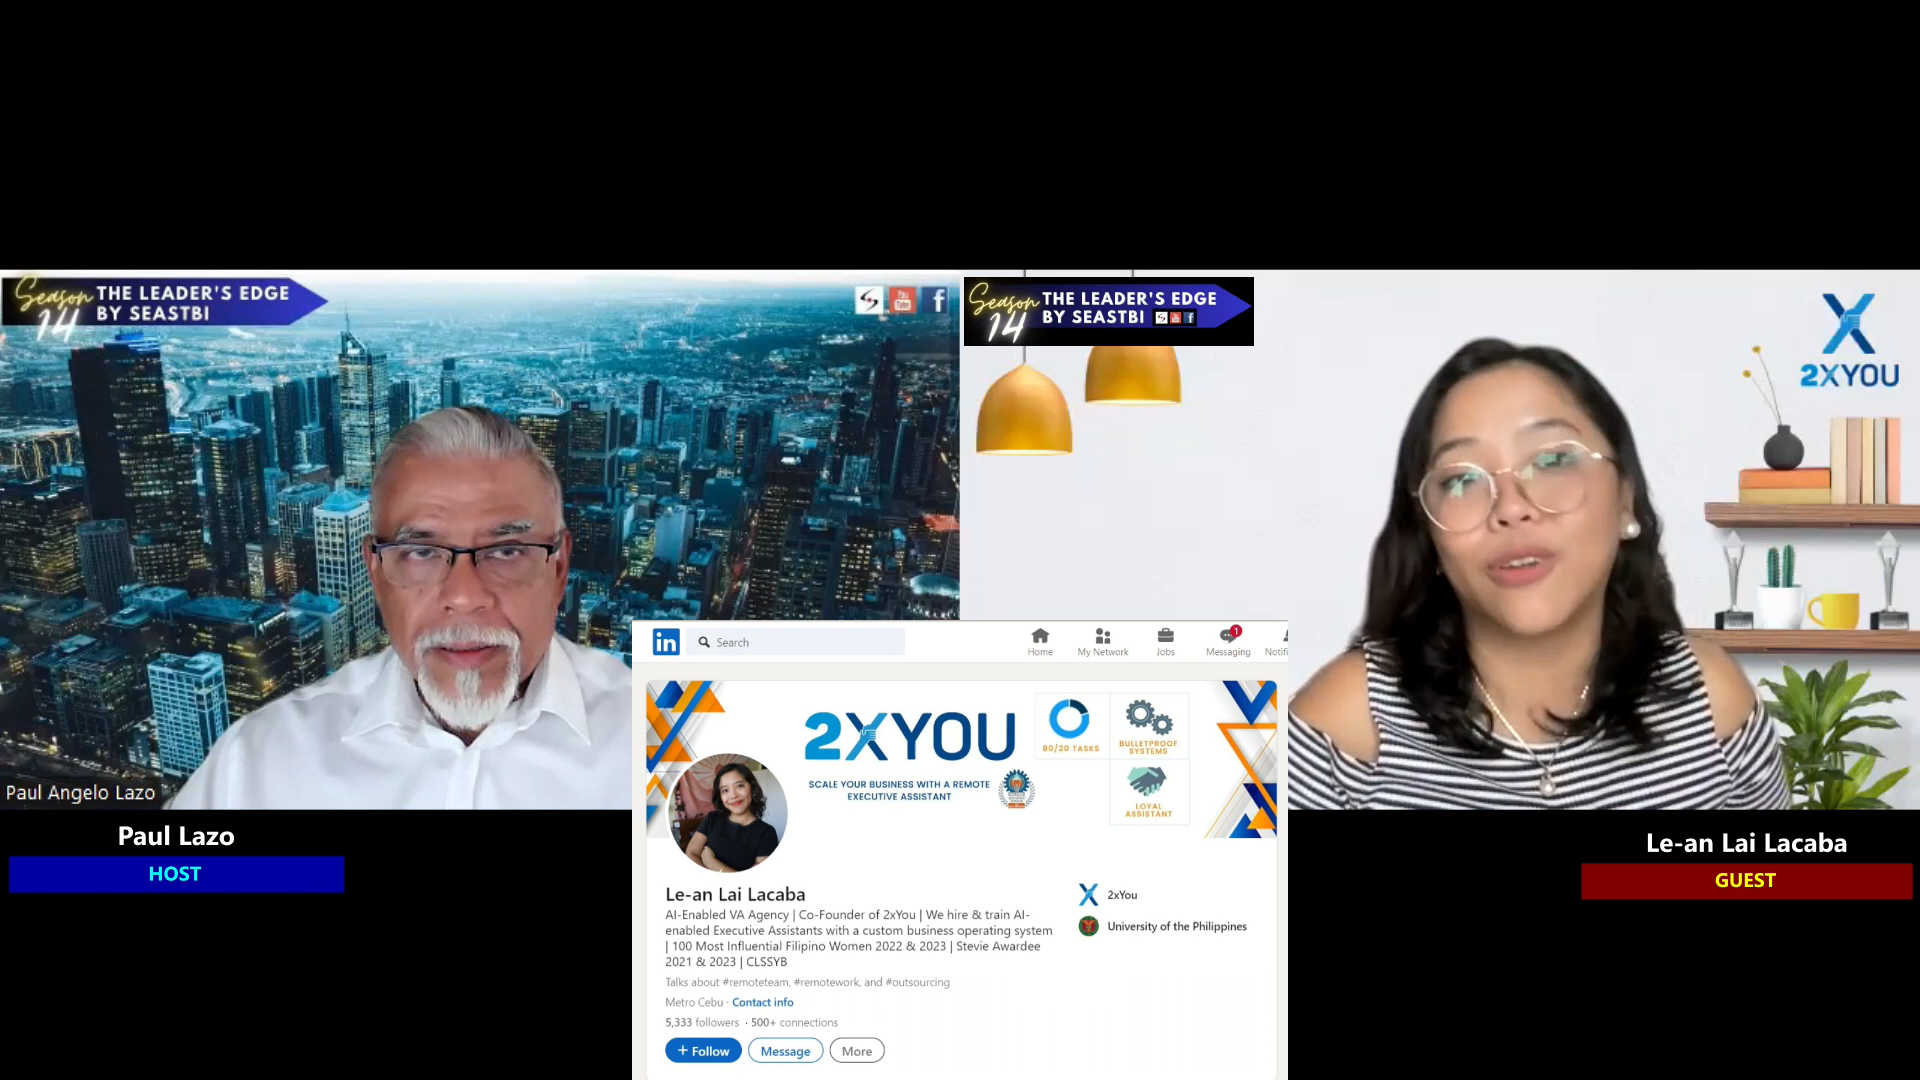 Season 14
THE LEADER'S EDGE
BY SEASTBI
You
Tube
f
Paul Angelo Lazo
Paul Lazo
HOST
Season 14
THE LEADER'S EDGE
BY SEASTBI
2XYOU
Le-an Lai Lacaba
GUEST
in
Search
Home
My Network
Jobs
1
Messaging
Notifi
2XYOU
SCALE YOUR BUSINESS WITH A REMOTE
EXECUTIVE ASSISTANT
80/20 TASKS
BULLETPROOF
SYSTEMS
LOYAL
ASSISTANT
Le-an Lai Lacaba
AI-Enabled VA Agency | Co-Founder of 2xYou | We hire & train AI-
enabled Executive Assistants with a custom business operating system
| 100 Most Influential Filipino Women 2022 & 2023 | Stevie Awardee
2021 & 2023 | CLSSYB
Talks about #remoteteam, #remotework, and #outsourcing
Metro Cebu · Contact info
5,333 followers · 500+ connections
+ Follow
Message
More
2xYou
University of the Philippines